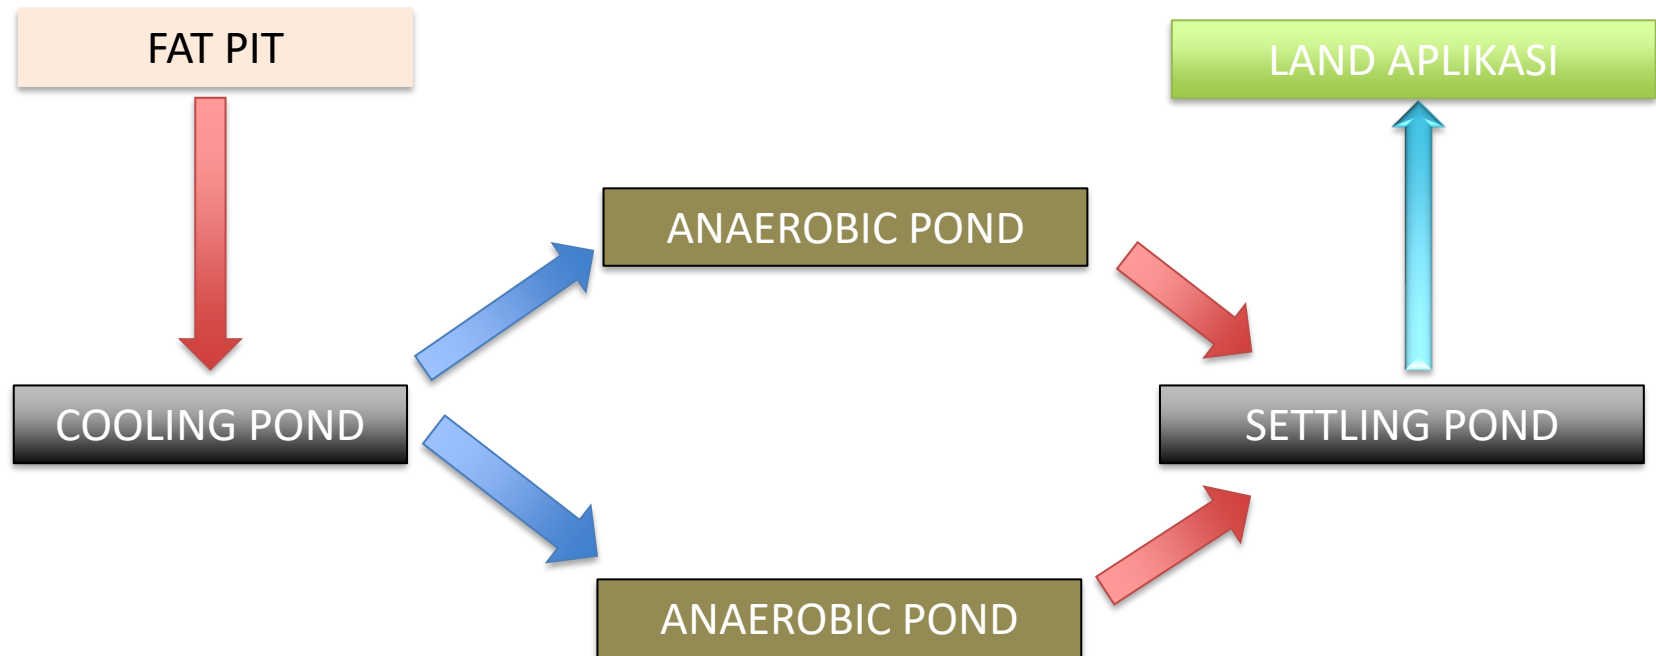 FAT PIT
LAND APLIKASI
ANAEROBIC POND
COOLING POND
SETTLING POND
ANAEROBIC POND